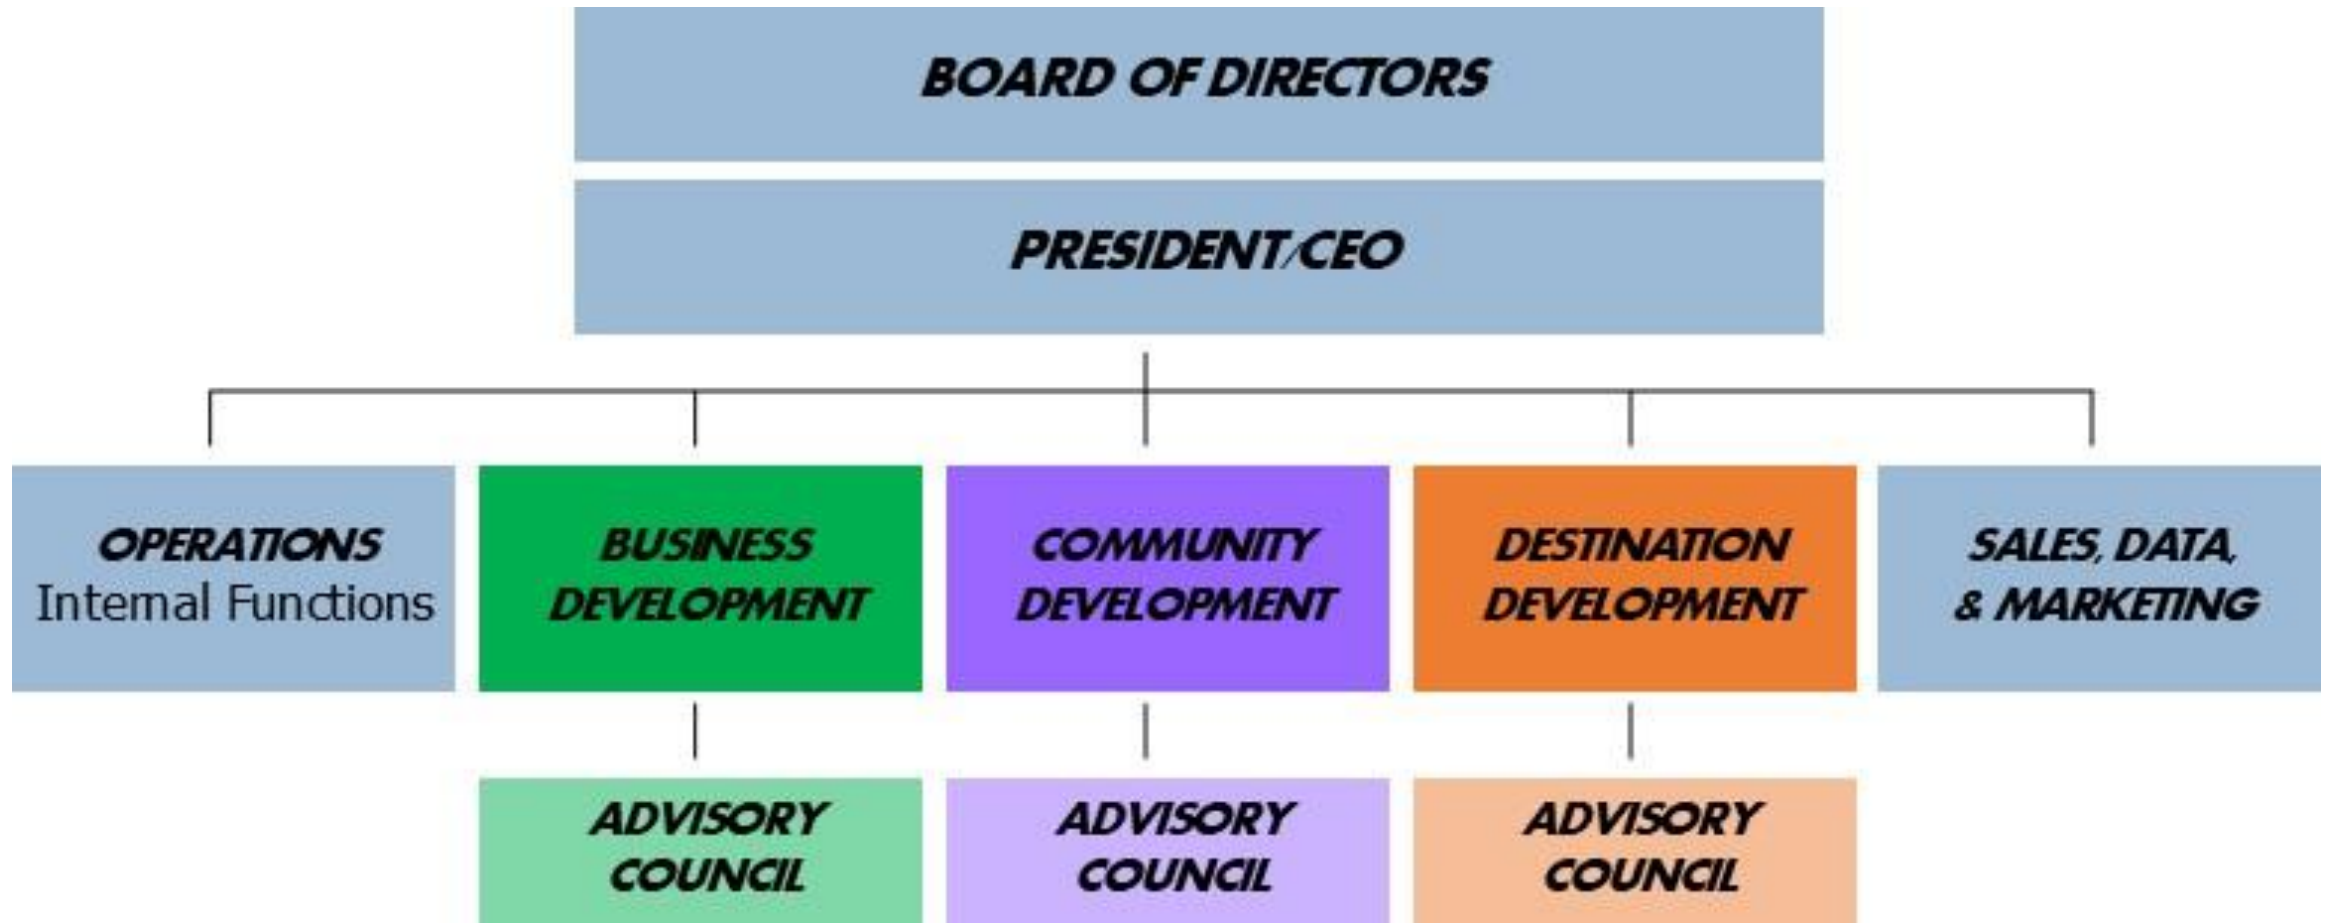 BOARD OF DIRECTORS
PRESIDENT/CEO
OPERATIONS
Internal Functions
BUSINESS
DEVELOPMENT
COMMUNITY
DEVELOPMENT
DESTINATION
DEVELOPMENT
SALES, DATA,
& MARKETING
ADVISORY
COUNCIL
ADVISORY
COUNCIL
ADVISORY
COUNCIL